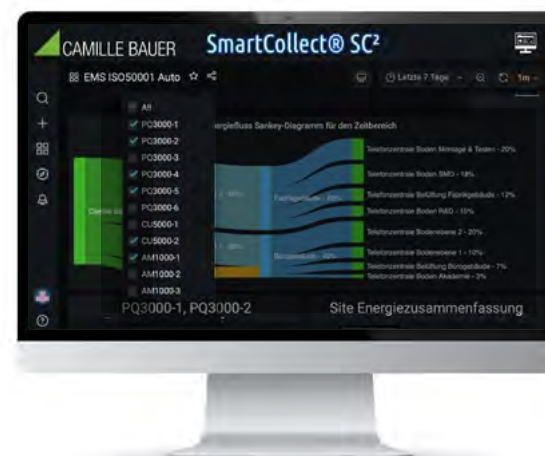 CAMILLE BAUER
SmartCollect® SC²
EMS ISO50001 Auto
Letzte 7 Tage
1m
All
PQ3000-1
PQ3000-2
PQ3000-3
PQ3000-4
PQ3000-5
PQ3000-6
CU5000-1
CU5000-2
AM1000-1
AM1000-2
AM1000-3
Sankey-Diagramm für den Zeitbereich
Telefonzentrale Boden Montage & Testen - 20%
Telefonzentrale Boden SMD - 18%
Telefonzentrale Belüftung Fabrikgebäude - 12%
Telefonzentrale Boden R&D - 10%
Telefonzentrale Bodenebene 2 - 20%
Telefonzentrale Bodenebene 1 - 10%
Telefonzentrale Belüftung Bürogebäude - 7%
Telefonzentrale Boden Akademie - 3%
PQ3000-1, PQ3000-2
Site Energiezusammenfassung